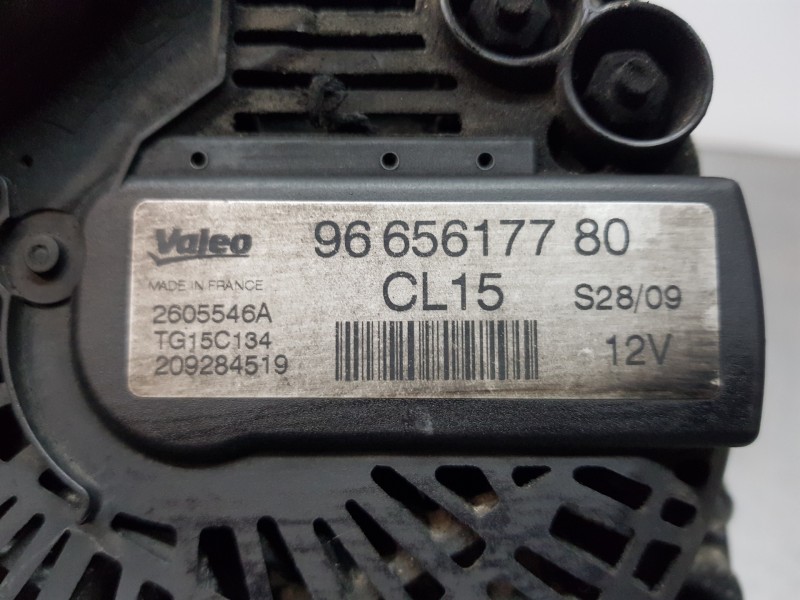 Valeo
96 656177 80
MADE IN FRANCE
CL15
S28/09
2605546A
TG15C134
209284519
12V